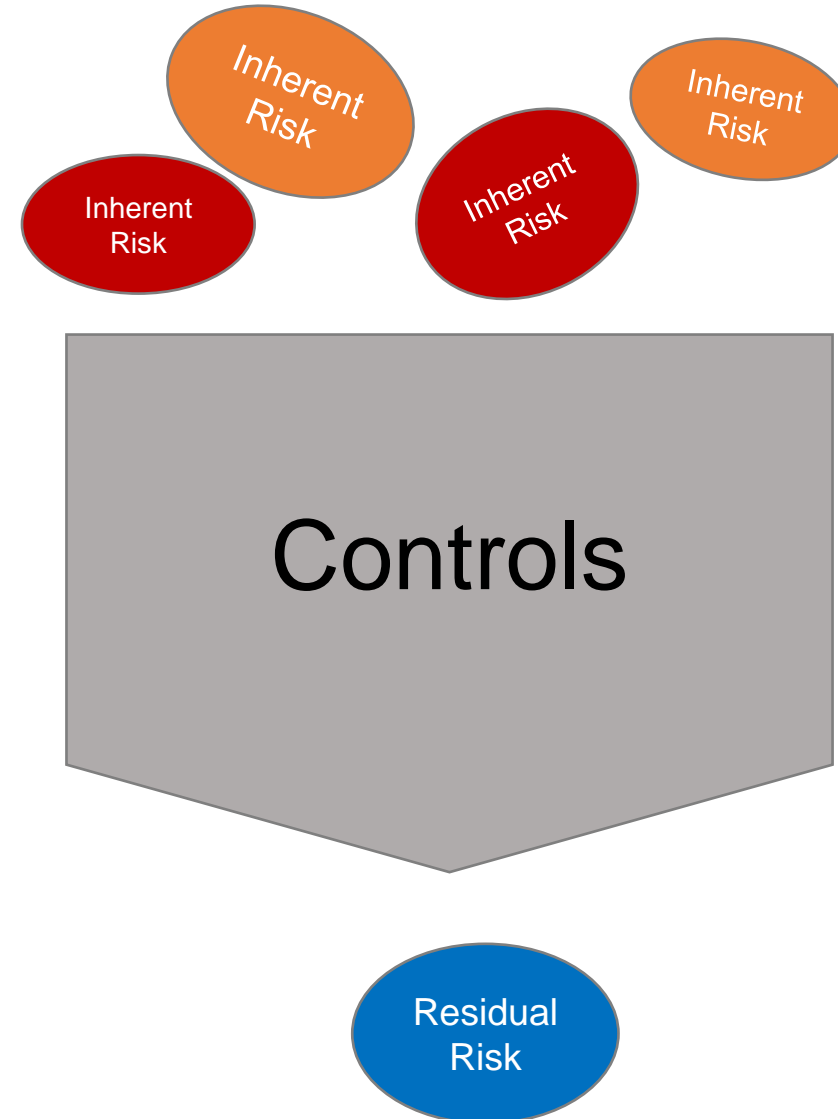 Inherent
Risk
Inherent
Risk
Inherent
Risk
Inherent
Risk
Controls
Residual
Risk